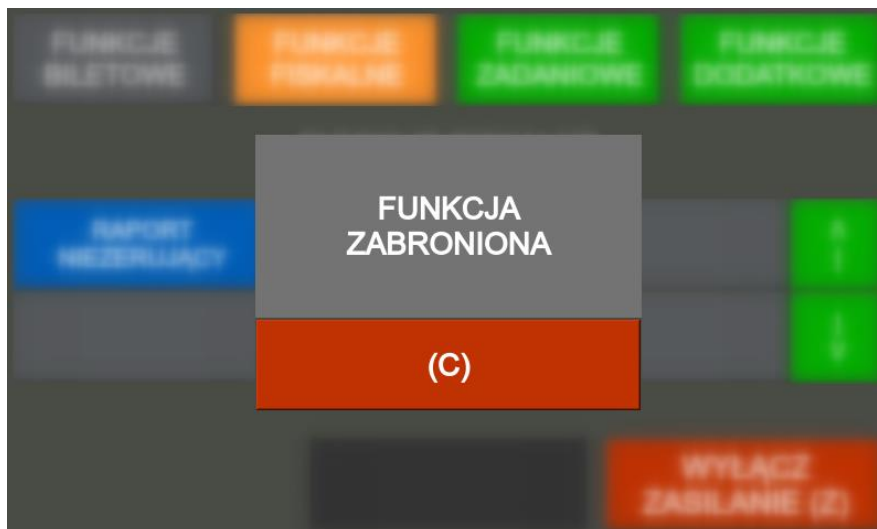 FUNKCJE
BILETOWE
FUNKCJE
FISKALNE
FUNKCJE
ZADANIOWE
FUNKCJE
DODATKOWE
RAPORT
NIEZERUJĄCY
FUNKCJA
ZABRONIONA
(C)
WYŁĄCZ
ZASILANIE (Z)